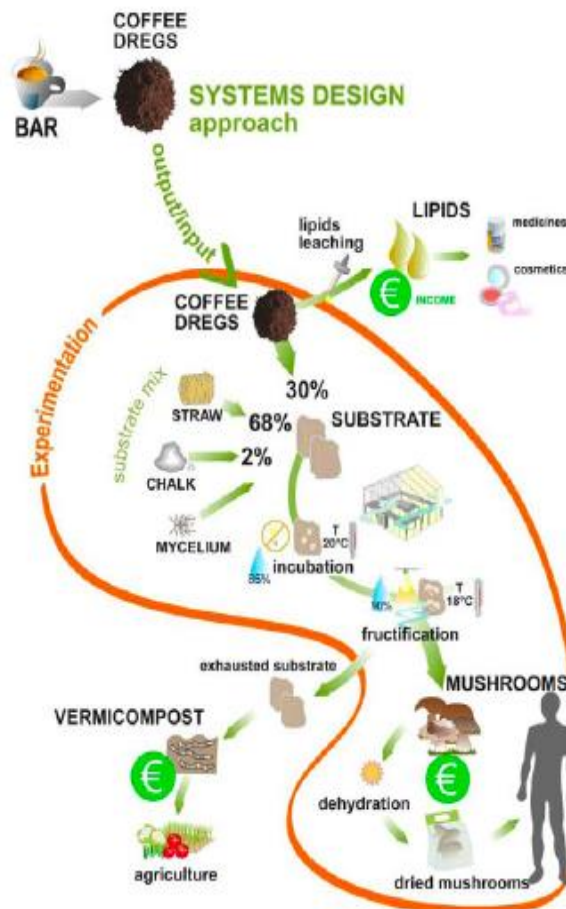 COFFEE
DREGS
BAR
SYSTEMS DESIGN
approach
output/input
lipids
leaching
LIPIDS
medicines
cosmetics
€ INCOME
COFFEE
DREGS
Experimentation
substrate mix
30%
STRAW
68%
SUBSTRATE
2%
CHALK
MYCELIUM
T
20°C
incubation
T
18°C
90%
fructification
exhausted substrate
MUSHROOMS
VERMICOMPOST
€
€
dehydration
agriculture
dried mushrooms